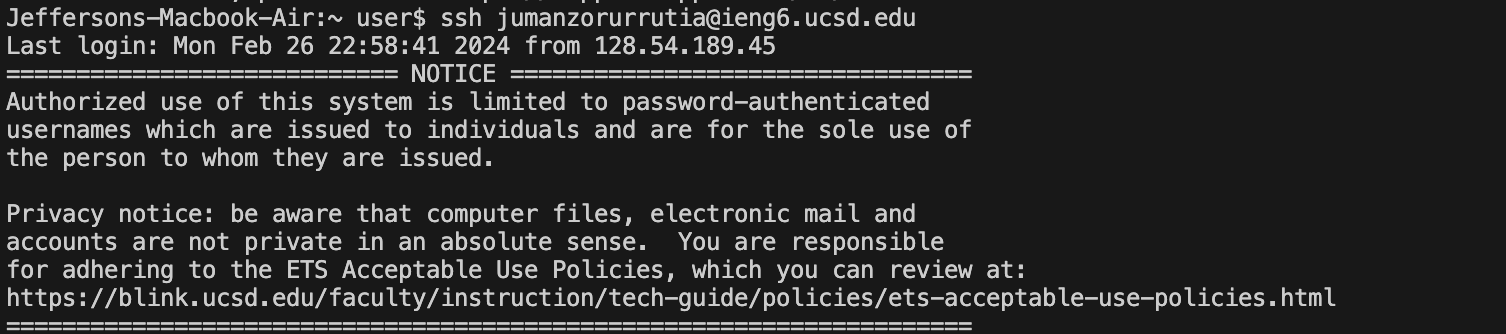 Jeffersons-Macbook-Air:~ user$ ssh jumanzorurrutia@ieng6.ucsd.edu
Last login: Mon Feb 26 22:58:41 2024 from 128.54.189.45
============================ NOTICE =================================
Authorized use of this system is limited to password-authenticated
usernames which are issued to individuals and are for the sole use of
the person to whom they are issued.

Privacy notice: be aware that computer files, electronic mail and
accounts are not private in an absolute sense.  You are responsible
for adhering to the ETS Acceptable Use Policies, which you can review at:
https://blink.ucsd.edu/faculty/instruction/tech-guide/policies/ets-acceptable-use-policies.html
=====================================================================